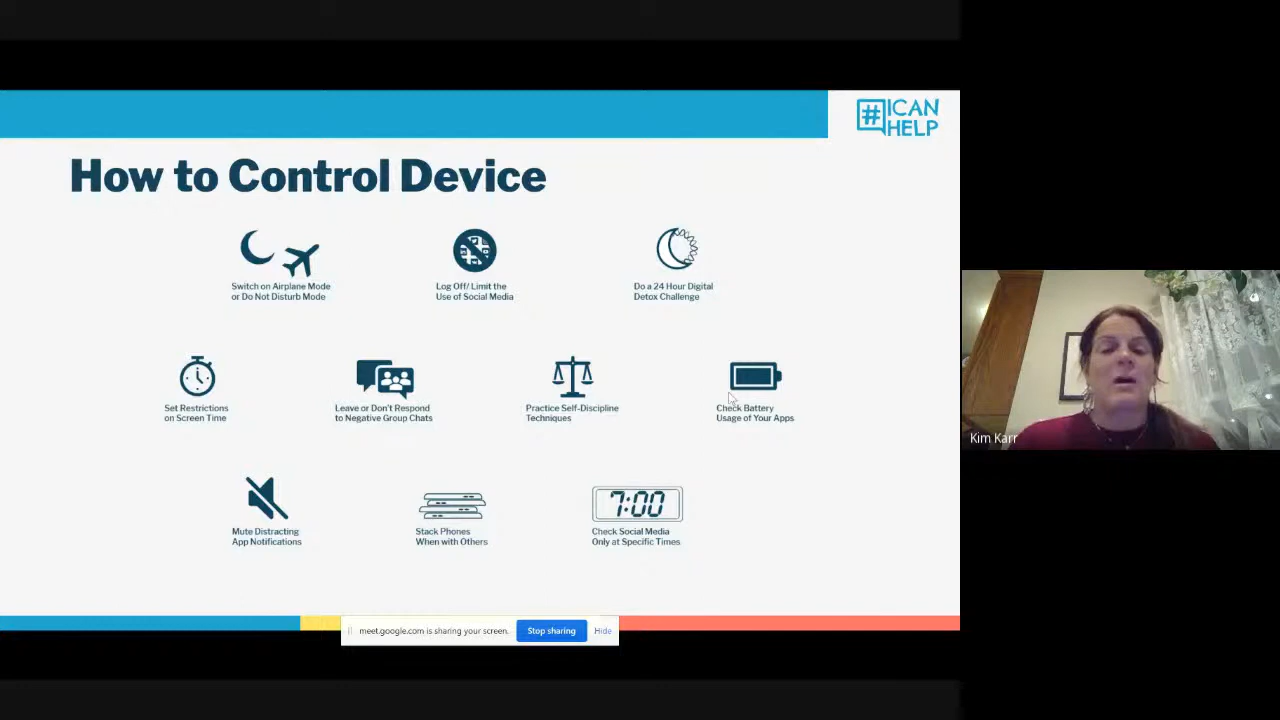 #ICAN
HELP
How to Control Device
Switch on Airplane Mode
or Do Not Disturb Mode
Log Off/ Limit the
Use of Social Media
Do a 24 Hour Digital
Detox Challenge
Set Restrictions
on Screen Time
Leave or Don't Respond
to Negative Group Chats
Practice Self-Discipline
Techniques
Check Battery
Usage of Your Apps
7:00
Mute Distracting
App Notifications
Stack Phones
When with Others
Check Social Media
Only at Specific Times
Kim Karr
meet.google.com is sharing your screen. Stop sharing Hide